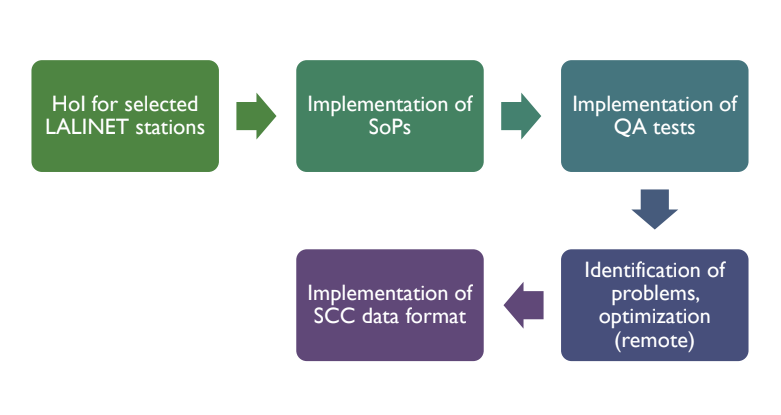 HoI for selected
LALINET stations
Implementation of
SoPs
Implementation of
QA tests
Identification of
problems,
optimization
(remote)
Implementation of
SCC data format